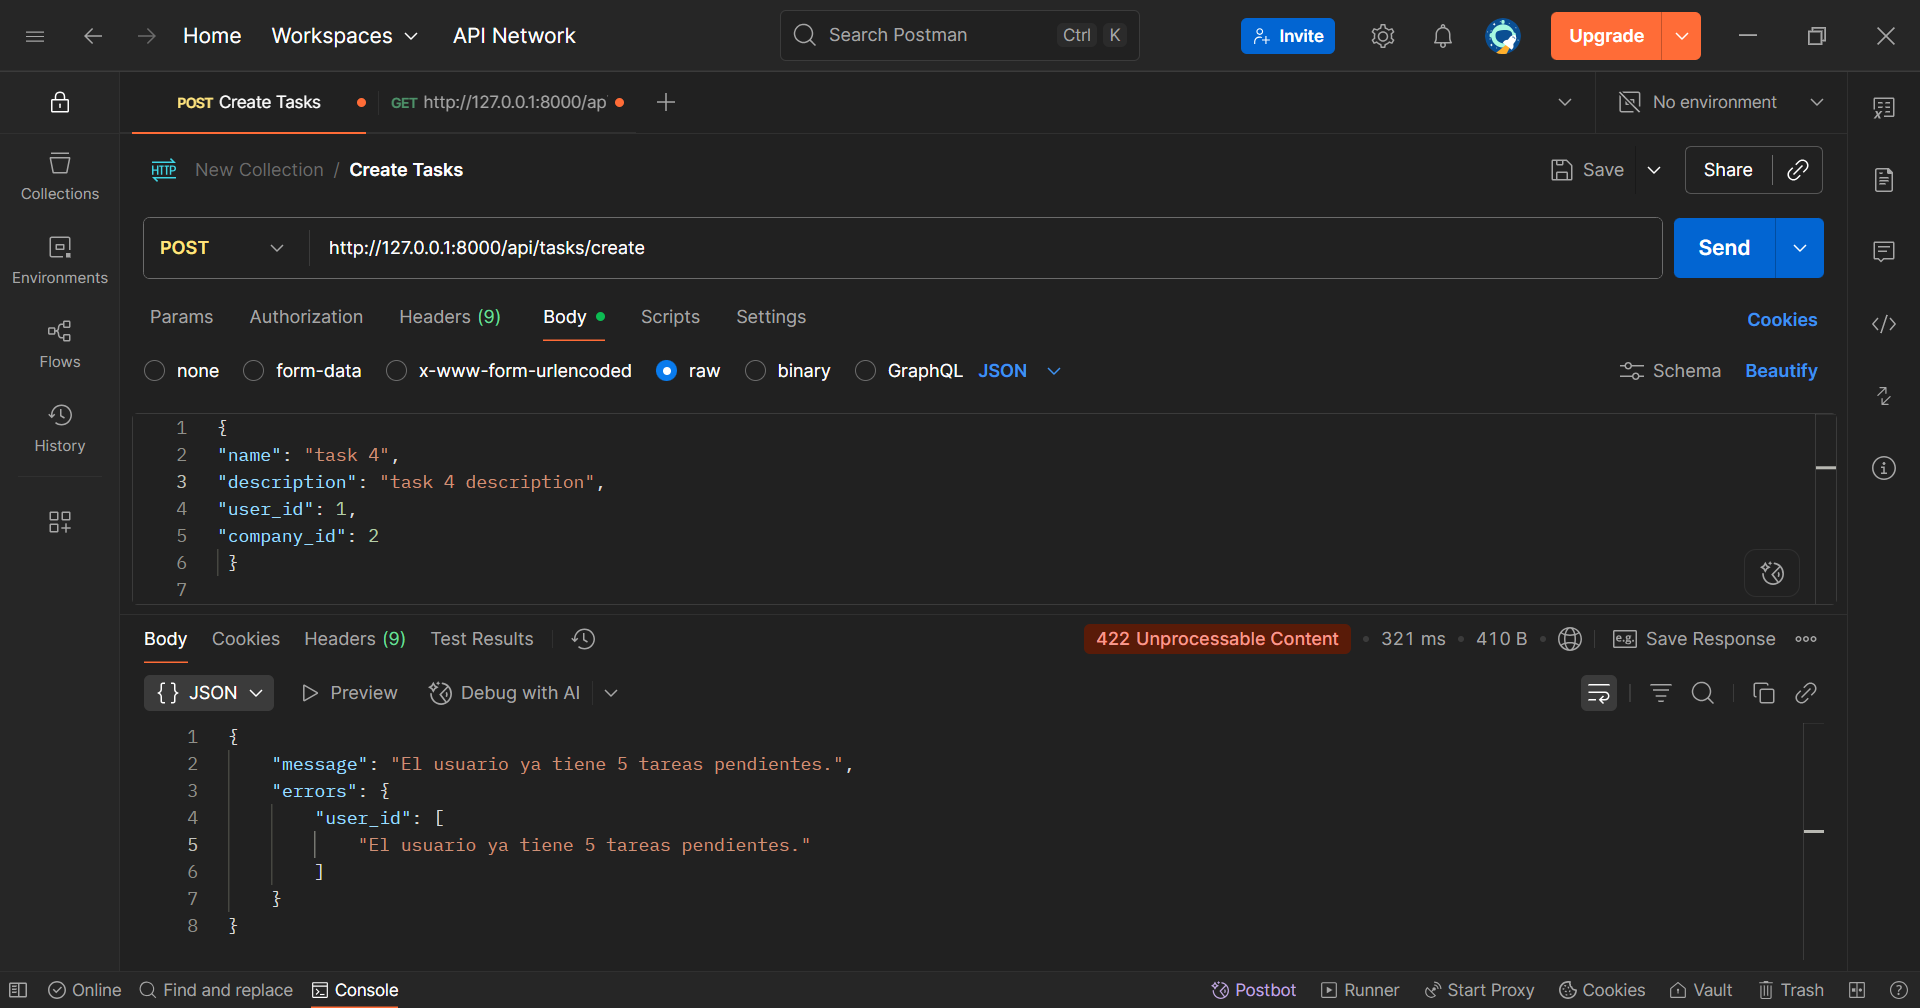 Home Workspaces API Network Search Postman Ctrl K Invite Upgrade
POST Create Tasks GET http://127.0.0.1:8000/ap No environment
HTTP New Collection / Create Tasks Save Share
POST http://127.0.0.1:8000/api/tasks/create Send
Params Authorization Headers (9) Body Scripts Settings Cookies
none form-data x-www-form-urlencoded raw binary GraphQL JSON Schema Beautify
Collections
Environments
Flows
History
1 {
2 "name": "task 4",
3 "description": "task 4 description",
4 "user_id": 1,
5 "company_id": 2
6 }
7
Body Cookies Headers (9) Test Results 422 Unprocessable Content 321 ms 410 B e.g. Save Response
{} JSON Preview Debug with AI
1 {
2 "message": "El usuario ya tiene 5 tareas pendientes.",
3 "errors": {
4 "user_id": [
5 "El usuario ya tiene 5 tareas pendientes."
6 ]
7 }
8 }
Online Find and replace Console Postbot Runner Start Proxy Cookies Vault Trash